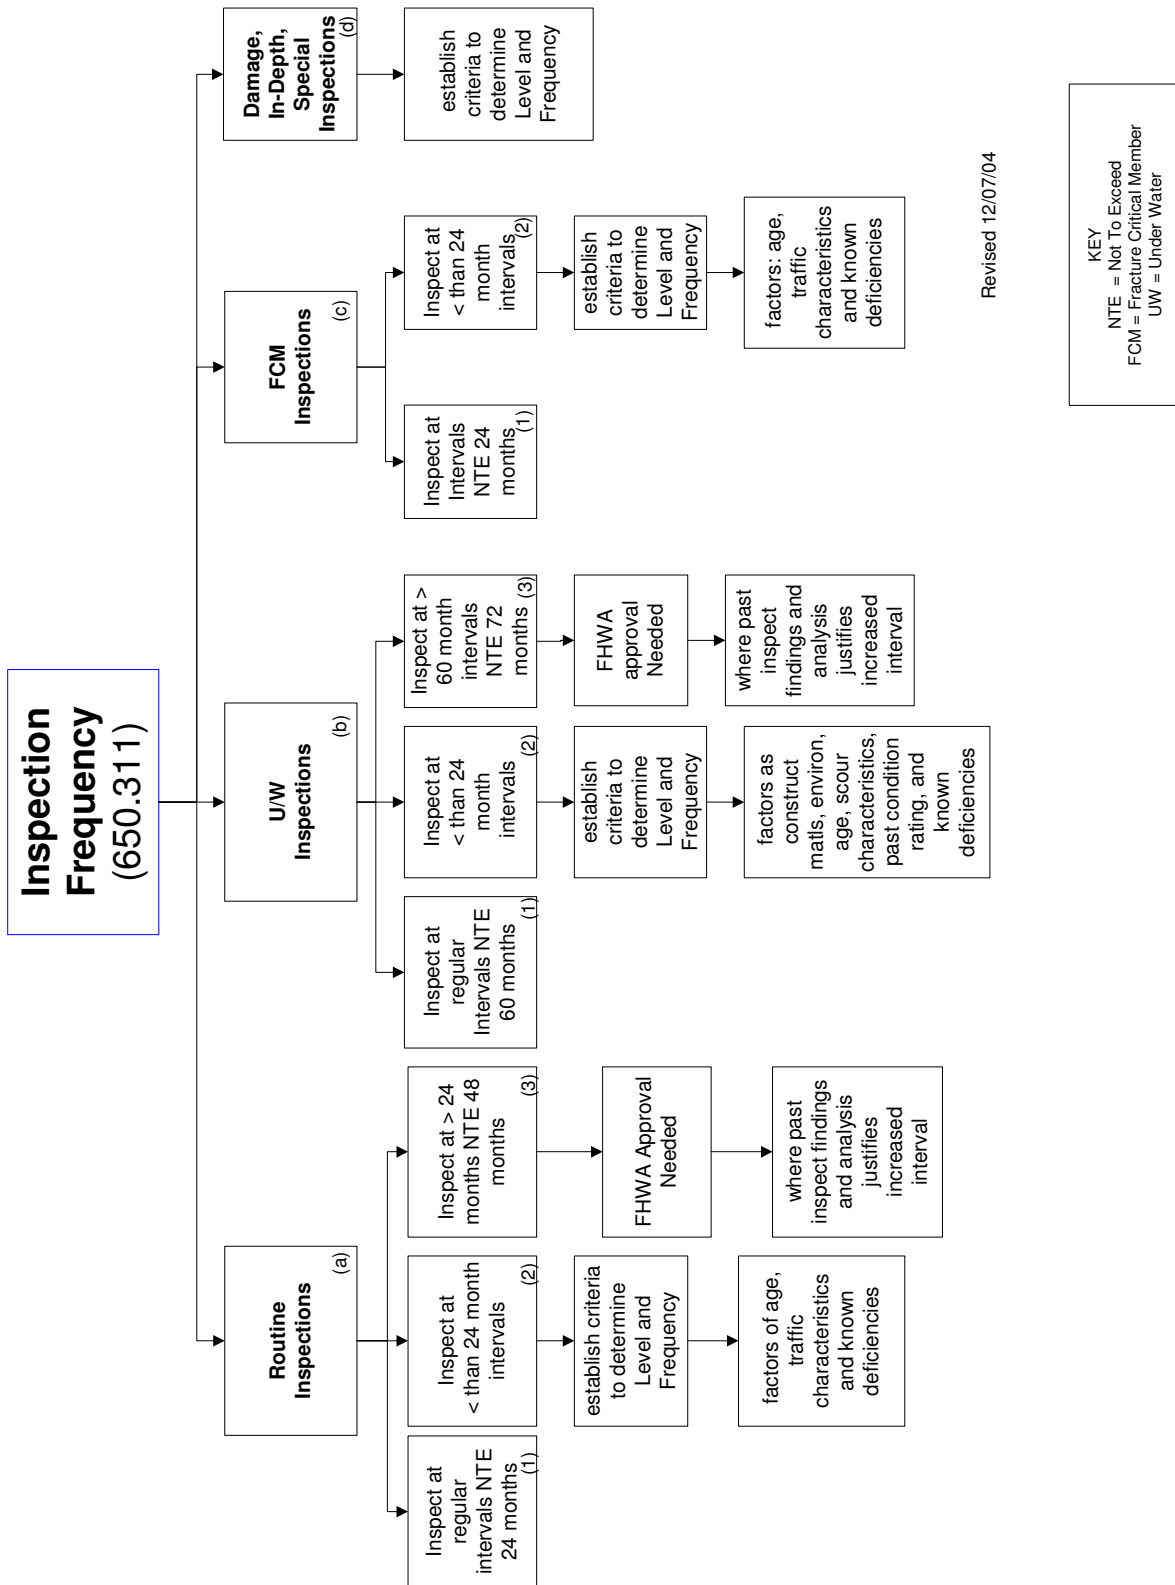 Inspection
Frequency
(650.311)
Routine
Inspections
(a)
Inspect at
regular
intervals NTE
24 months
(1)
Inspect at
< than 24 month
intervals
(2)
establish criteria
to determine
Level and
Frequency
factors of age,
traffic
characteristics
and known
deficiencies
Inspect at > 24
months NTE 48
months
(3)
FHWA Approval
Needed
where past
inspect findings
and analysis
justifies
increased
interval
U/W
Inspections
(b)
Inspect at
regular
Intervals NTE
60 months
(1)
Inspect at
< than 24
month
intervals
(2)
establish
criteria to
determine
Level and
Frequency
factors as
construct
matls, environ,
age, scour
characteristics,
past condition
rating, and
known
deficiencies
Inspect at >
60 month
intervals
NTE 72
months
(3)
FHWA
approval
Needed
where past
inspect
findings and
analysis
justifies
increased
interval
FCM
Inspections
(c)
Inspect at
Intervals
NTE 24
months
(1)
Inspect at
< than 24
month
intervals
(2)
establish
criteria to
determine
Level and
Frequency
factors: age,
traffic
characteristics
and known
deficiencies
Damage,
In-Depth,
Special
Inspections
(d)
establish
criteria to
determine
Level and
Frequency
Revised 12/07/04
KEY
NTE = Not To Exceed
FCM = Fracture Critical Member
UW = Under Water